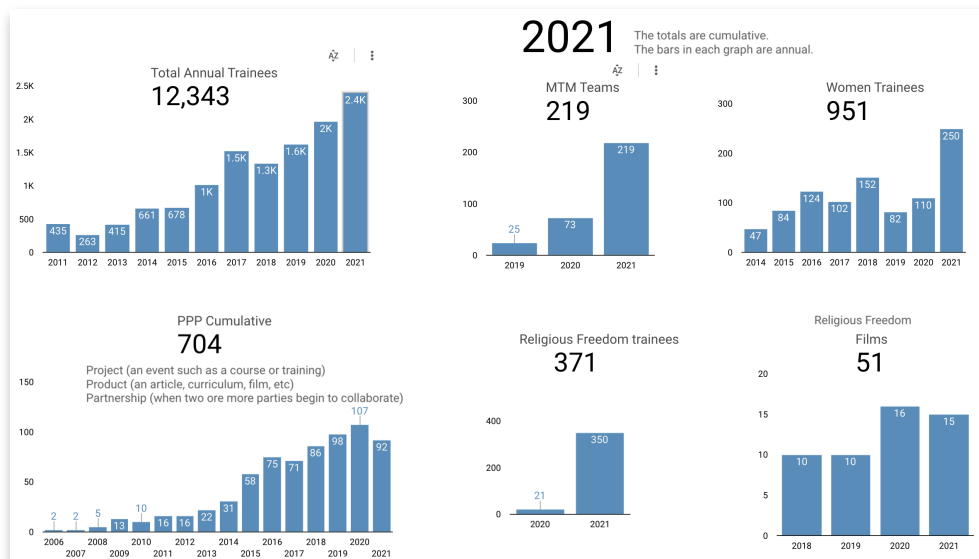 2021
The totals are cumulative.
The bars in each graph are annual.
Total Annual Trainees
12,343
2.5K
2K
1.5K
1K
500
0
435
263
415
661
678
1K
1.5K
1.3K
1.6K
2K
2.4K
2011 2012 2013 2014 2015 2016 2017 2018 2019 2020 2021
MTM Teams
219
300
200
100
0
25
73
219
2019 2020 2021
Women Trainees
951
300
200
100
0
47
84
124
102
152
82
110
250
2014 2015 2016 2017 2018 2019 2020 2021
PPP Cumulative
704
Project (an event such as a course or training)
Product (an article, curriculum, film, etc)
Partnership (when two ore more parties begin to collaborate)
150
100
50
0
2
2
5
13
10
16
16
22
31
58
75
71
86
98
107
92
2006 2008 2010 2012 2014 2016 2018 2020
2007 2009 2011 2013 2015 2017 2019 2021
Religious Freedom trainees
371
400
200
0
21
350
2020 2021
Religious Freedom
Films
51
20
15
10
5
0
10
10
16
15
2018 2019 2020 2021